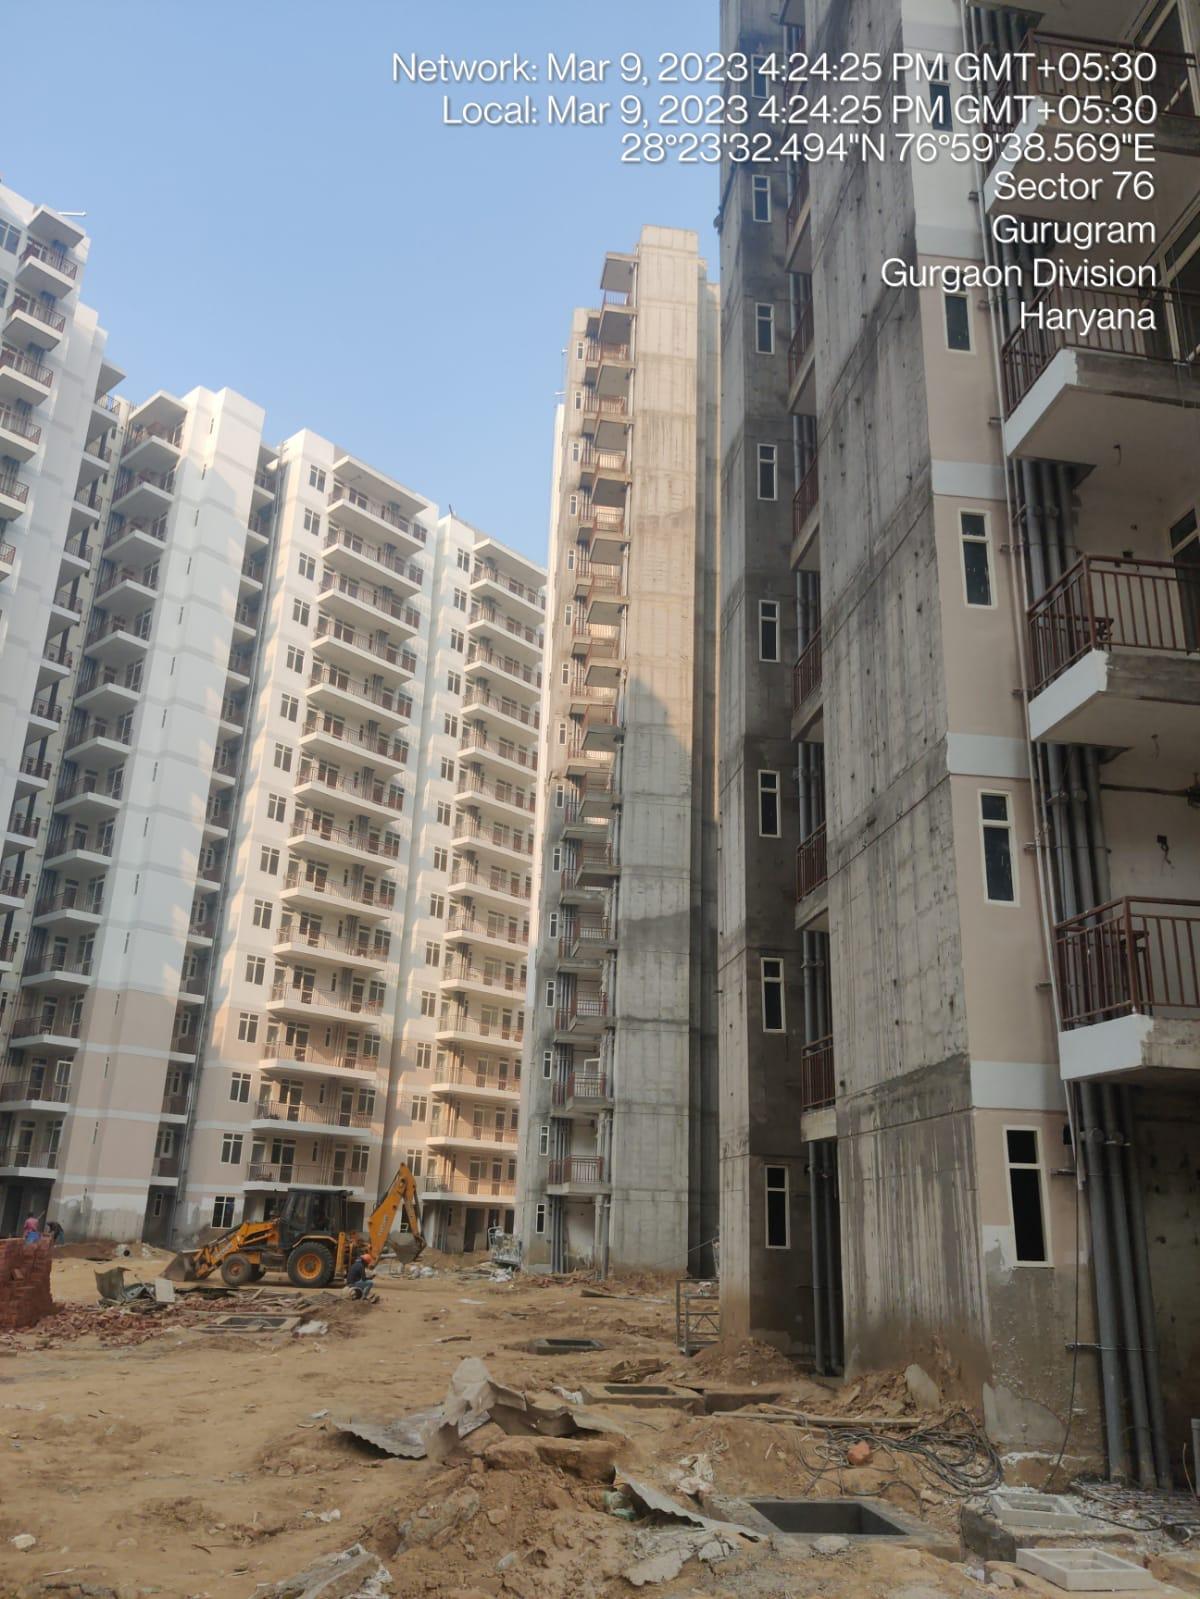 Network: Mar 9, 2023 4:24:25 PM GMT+05:30
Local: Mar 9, 2023 4:24:25 PM GMT+05:30
28°23'32.494"N 76°59'38.569"E
Sector 76
Gurugram
Gurgaon Division
Haryana